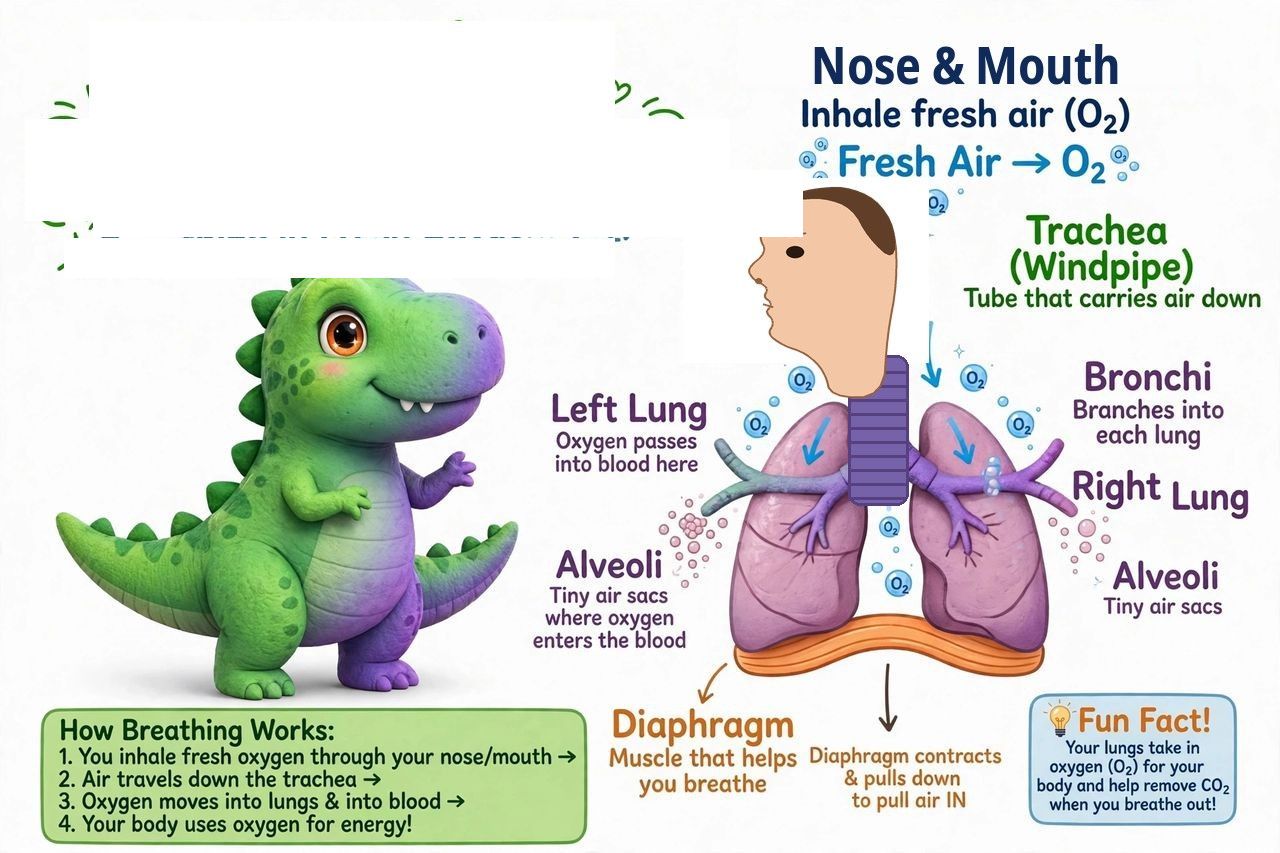 Nose & Mouth
Inhale fresh air (O₂)
Fresh Air → O₂
O₂
O₂
O₂
Trachea
(Windpipe)
Tube that carries air down
O₂
O₂
O₂
O₂
Left Lung
Oxygen passes
into blood here
Bronchi
Branches into
each lung
Right Lung
O₂
O₂
Alveoli
Tiny air sacs
where oxygen
enters the blood
Alveoli
Tiny air sacs
Diaphragm
Muscle that helps
you breathe
Diaphragm contracts
& pulls down
to pull air IN
How Breathing Works:
1. You inhale fresh oxygen through your nose/mouth →
2. Air travels down the trachea →
3. Oxygen moves into lungs & into blood →
4. Your body uses oxygen for energy!
Fun Fact!
Your lungs take in
oxygen (O₂) for your
body and help remove CO₂
when you breathe out!